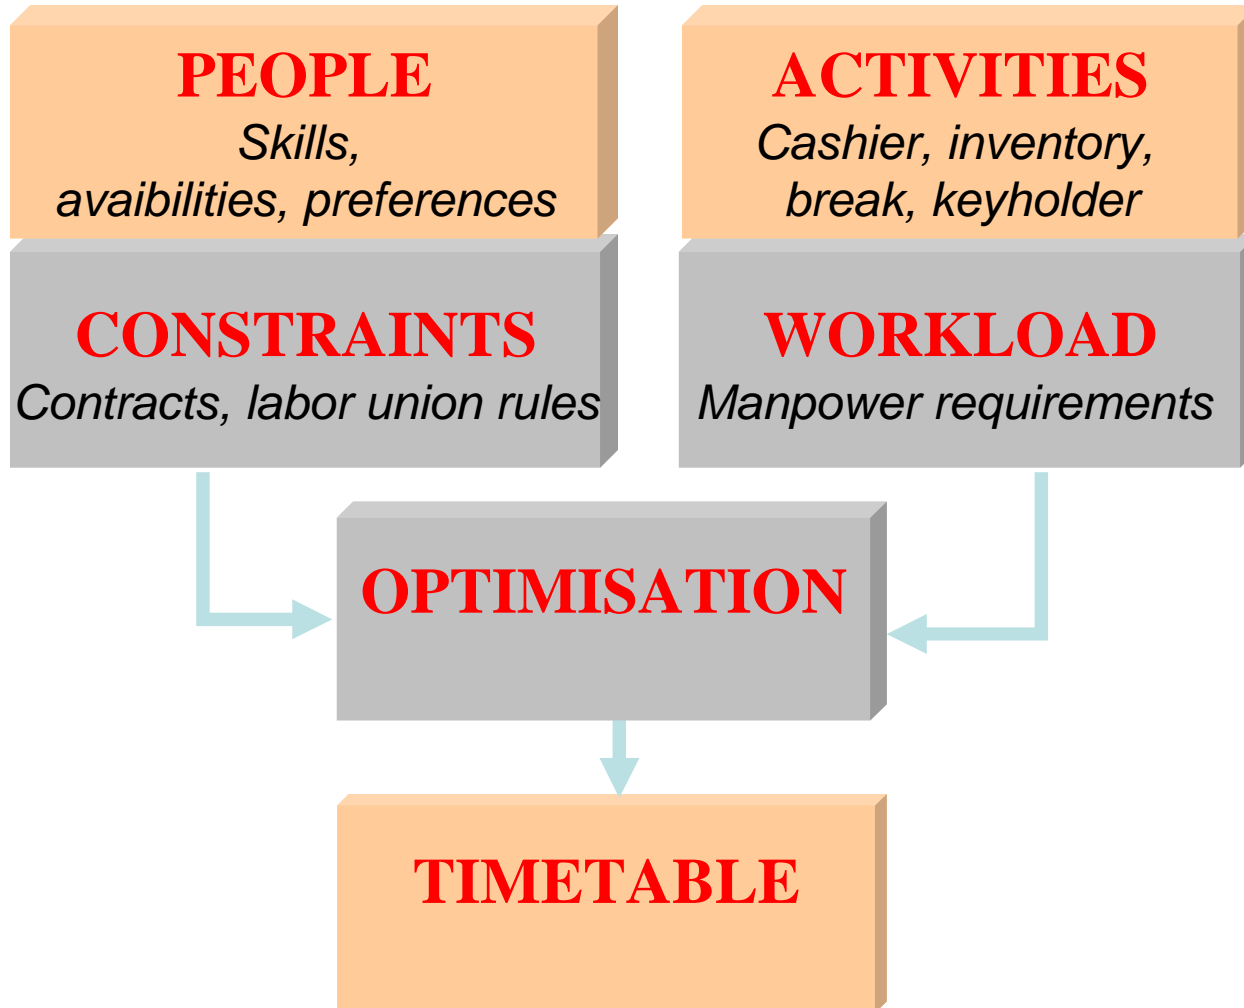 PEOPLE
Skills,
avaibilities, preferences
CONSTRAINTS
Contracts, labor union rules
ACTIVITIES
Cashier, inventory,
break, keyholder
WORKLOAD
Manpower requirements
OPTIMISATION
TIMETABLE